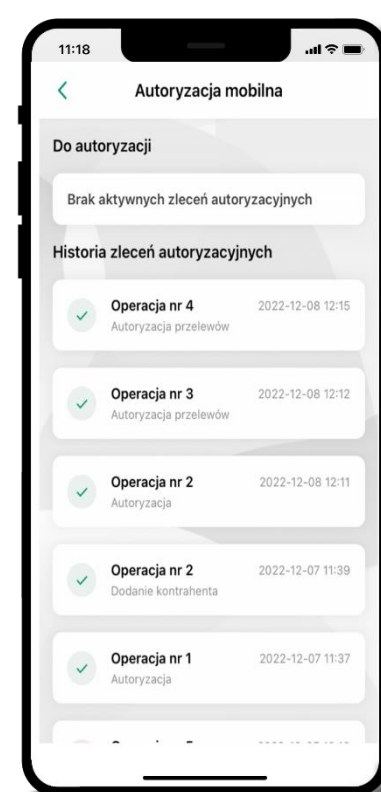 11:18
Autoryzacja mobilna
Do autoryzacji
Brak aktywnych zleceń autoryzacyjnych
Historia zleceń autoryzacyjnych
Operacja nr 4 2022-12-08 12:15
Autoryzacja przelewów
Operacja nr 3 2022-12-08 12:12
Autoryzacja przelewów
Operacja nr 2 2022-12-08 12:11
Autoryzacja
Operacja nr 2 2022-12-07 11:39
Dodanie kontrahenta
Operacja nr 1 2022-12-07 11:37
Autoryzacja